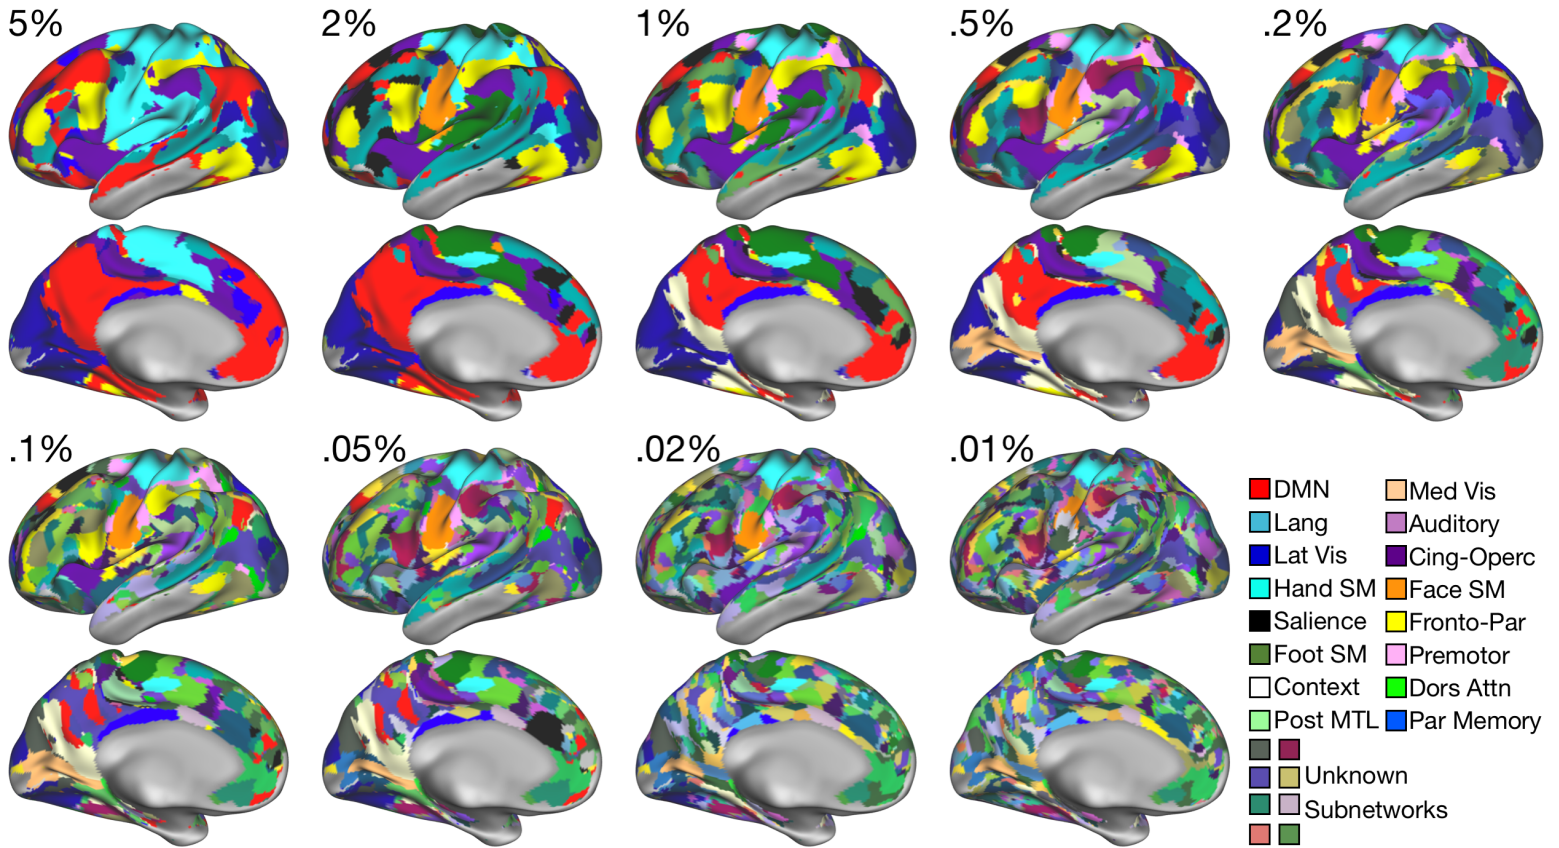 5%
2%
1%
.5%
.2%
.1%
.05%
.02%
.01%
DMN
Med Vis
Lang
Auditory
Lat Vis
Cing-Operc
Hand SM
Face SM
Salience
Fronto-Par
Foot SM
Premotor
Context
Dors Attn
Post MTL
Par Memory
Unknown
Subnetworks